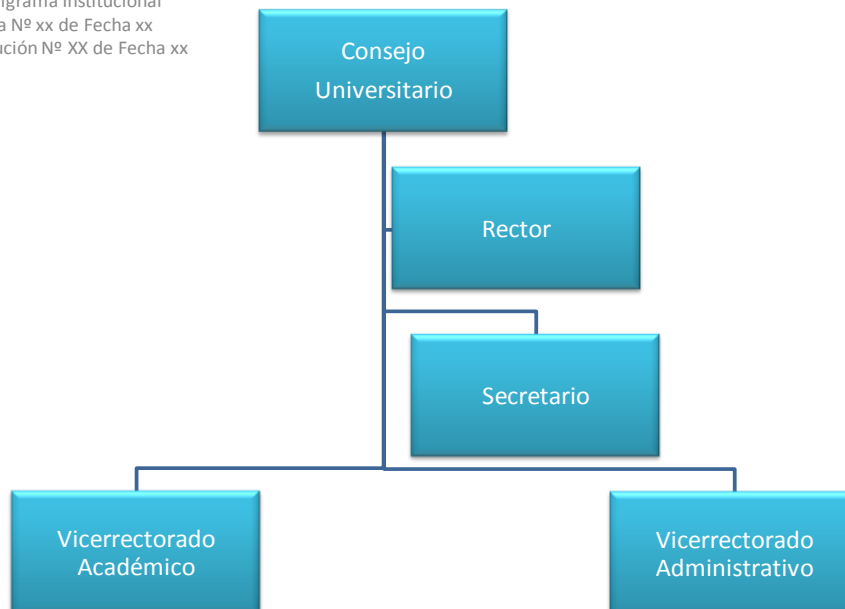 institucional
Nº xx de Fecha xx
Nº XX de Fecha xx
Consejo
Universitario
Rector
Secretario
Vicerrectorado
Académico
Vicerrectorado
Administrativo